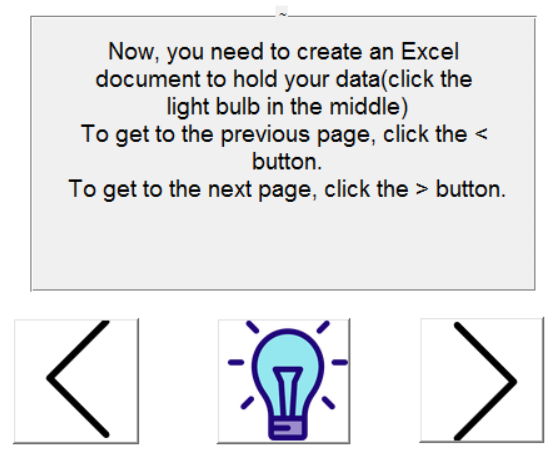 ~
Now, you need to create an Excel
document to hold your data(click the
light bulb in the middle)
To get to the previous page, click the <
button.
To get to the next page, click the > button.